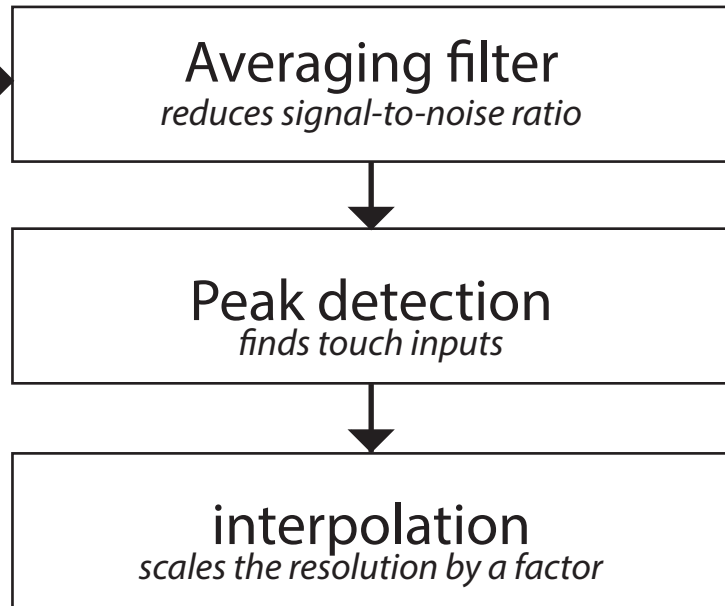 Averaging filter
reduces signal-to-noise ratio
Peak detection
finds touch inputs
interpolation
scales the resolution by a factor